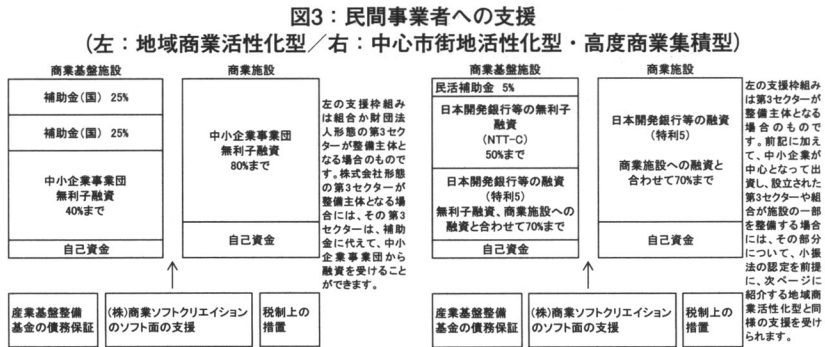 図3：民間事業者への支援
(左：地域商業活性化型／右：中心市街地活性化型・高度商業集積型)
商業基盤施設
補助金(国) 25%
補助金(国) 25%
中小企業事業団
無利子融資
40%まで
自己資金
商業施設
中小企業事業団
無利子融資
80%まで
自己資金
左の支援枠組み
は組合か財団法
人形態の第3セク
ターが整備主体と
なる場合のもので
す。株式会社形態
の第3セクターが
整備主体となる場
合には、その第3
セクターは、補助
金に代えて、中小
企業事業団から
融資を受けること
ができます。
産業基盤整備
基金の債務保証
(株)商業ソフトクリエイション
のソフト面の支援
税制上の
措置
商業基盤施設
民活補助金 5%
日本開発銀行等の無利子
融資
(NTT-C)
50%まで
日本開発銀行等の融資
(特利5)
無利子融資、商業施設への
融資と合わせて70%まで
自己資金
商業施設
日本開発銀行等の融資
(特利5)
商業施設への融資と
合わせて70%まで
自己資金
左の支援枠組み
は第3セクターが
整備主体となる
場合のもので
す。前記に加え
て、中小企業が
中心となって出
資し、設立された
第3セクターや組
合が施設の一部
を整備する場合
には、その部分
について、小振
法の認定を前提
に、次ページに
紹介する地域商
業活性化型と同
様の支援を受け
られます。
産業基盤整備
基金の債務保証
(株)商業ソフトクリエイション
のソフト面の支援
税制上の
措置